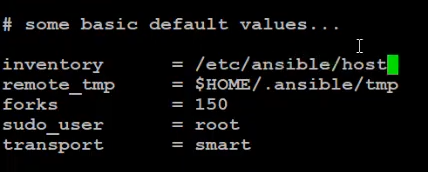 # some basic default values...
inventory = /etc/ansible/host
remote_tmp = $HOME/.ansible/tmp
forks = 150
sudo_user = root
transport = smart